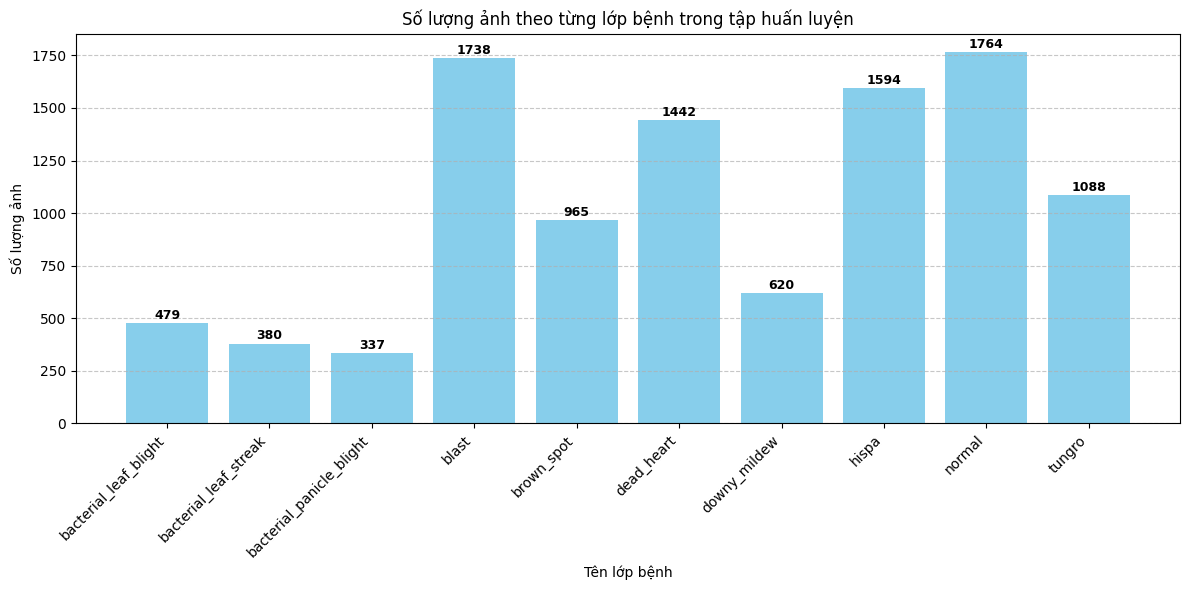 Số lượng ảnh theo từng lớp bệnh trong tập huấn luyện
Số lượng ảnh
1750
1500
1250
1000
750
500
250
0
479
380
337
1738
965
1442
620
1594
1764
1088
bacterial_leaf_blight
bacterial_leaf_streak
bacterial_panicle_blight
blast
brown_spot
dead_heart
downy_mildew
hispa
normal
tungro
Tên lớp bệnh